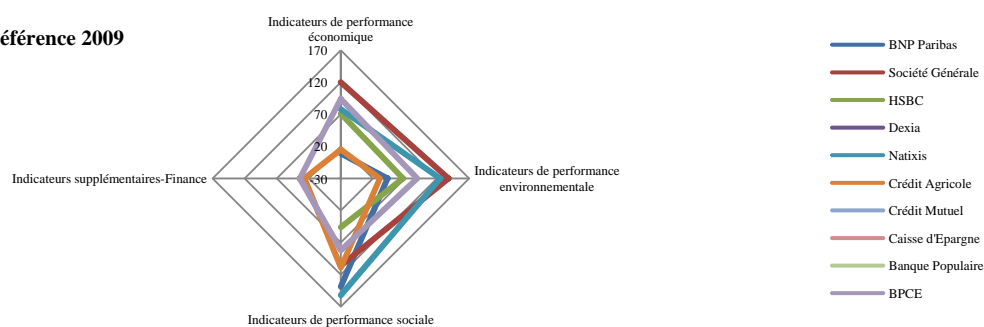 Indicateurs de performance
économique
éférence 2009
170
120
70
20
-30
Indicateurs supplémentaires-Finance
Indicateurs de performance
environnementale
Indicateurs de performance sociale
BNP Paribas
Société Générale
HSBC
Dexia
Natixis
Crédit Agricole
Crédit Mutuel
Caisse d'Epargne
Banque Populaire
BPCE